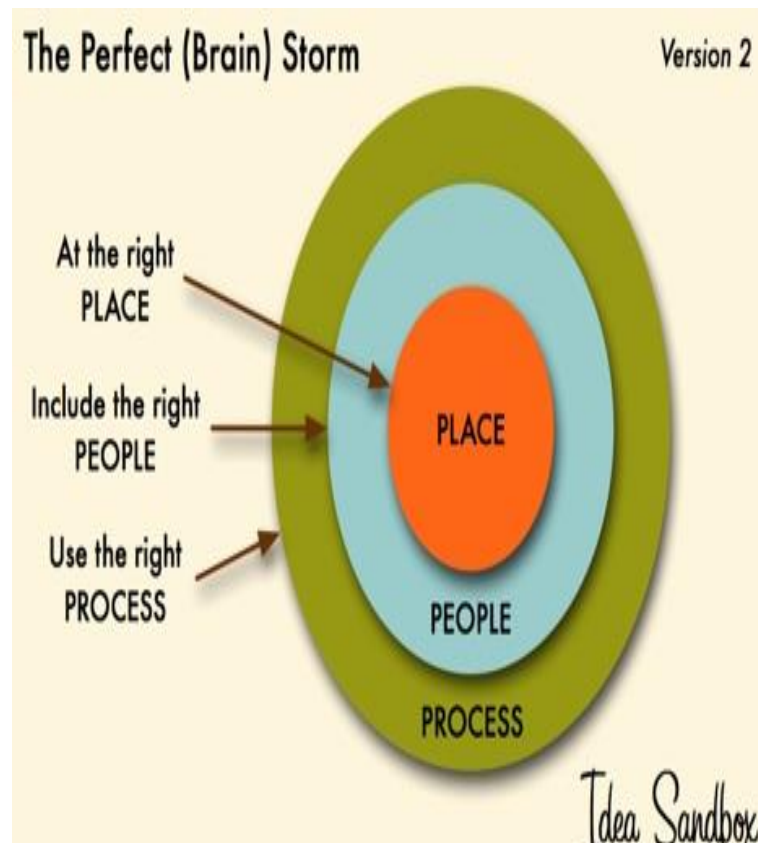 The Perfect (Brain) Storm
Version 2
At the right
PLACE
Include the right
PEOPLE
Use the right
PROCESS
PLACE
PEOPLE
PROCESS
Idea Sandbox